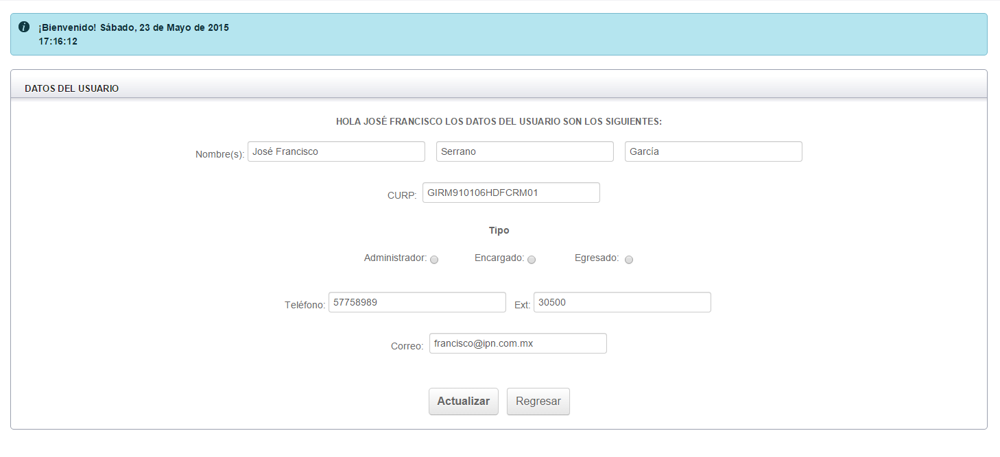 ¡Bienvenido! Sábado, 23 de Mayo de 2015
17:16:12
DATOS DEL USUARIO
HOLA JOSÉ FRANCISCO LOS DATOS DEL USUARIO SON LOS SIGUIENTES:
Nombre(s): José Francisco Serrano García
CURP: GIRM910106HDFCRM01
Tipo
Administrador: Encargado: Egresado:
Teléfono: 57758989 Ext: 30500
Correo: francisco@ipn.com.mx
Actualizar Regresar